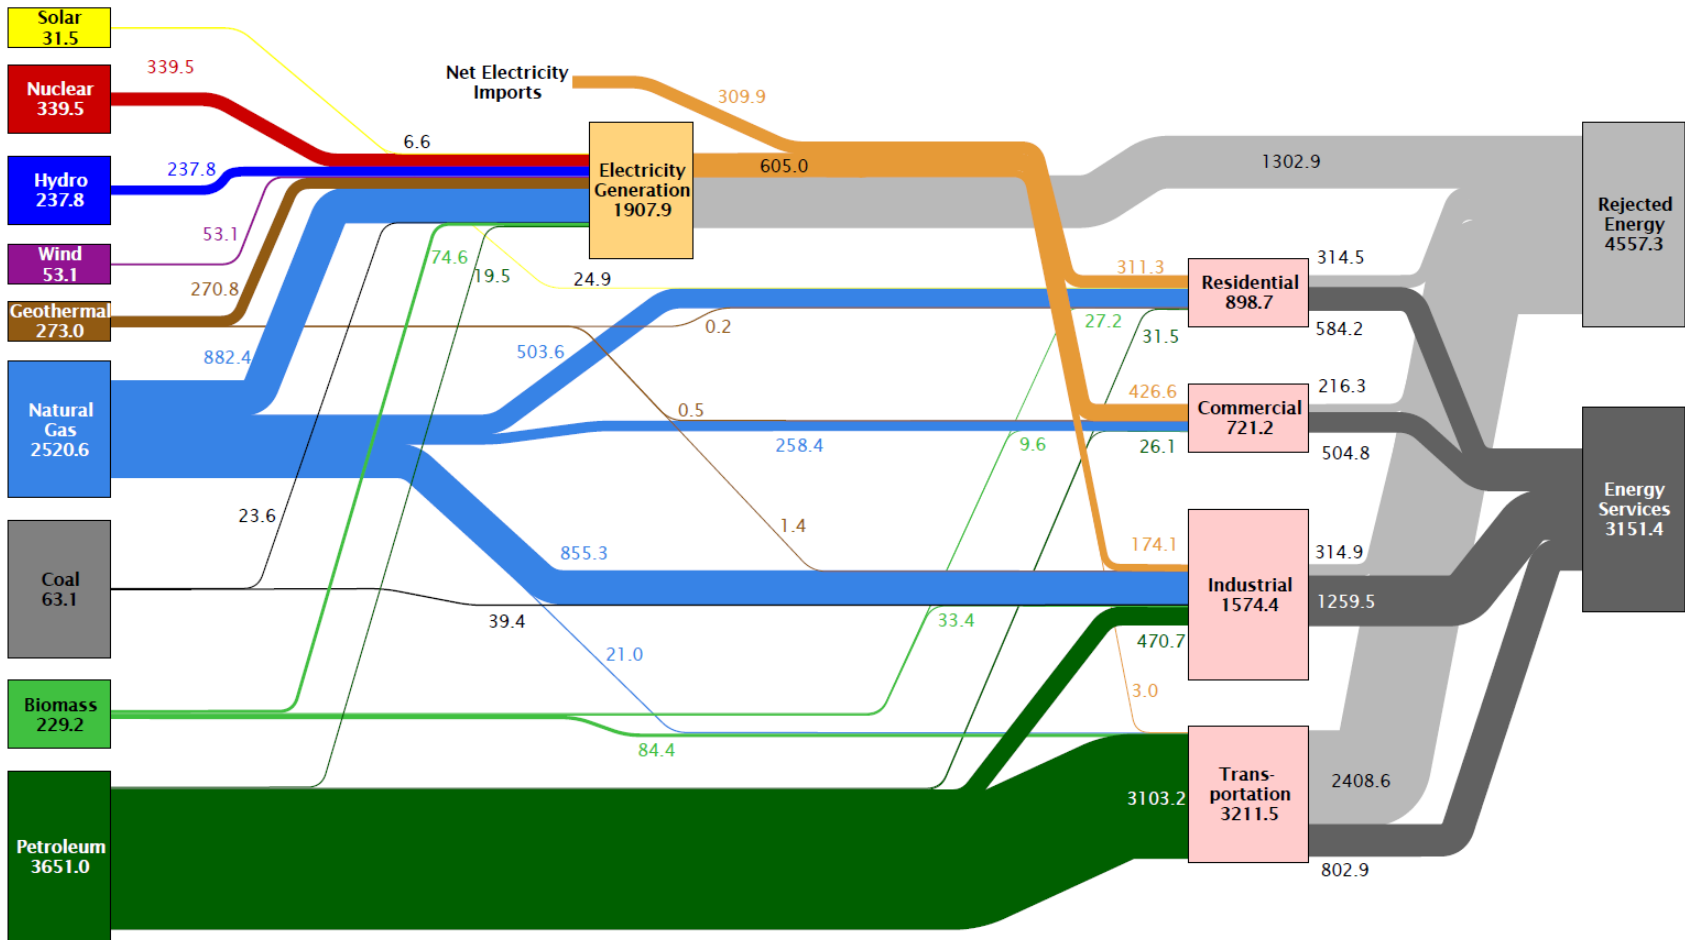 Solar
31.5
339.5
Nuclear
339.5
Net Electricity
Imports
309.9
6.6
Hydro
237.8
237.8
Electricity
Generation
1907.9
605.0
1302.9
Rejected
Energy
4557.3
Wind
53.1
53.1
74.6
19.5
24.9
311.3
Residential
898.7
314.5
584.2
Geothermal
273.0
270.8
0.2
27.2
31.5
882.4
503.6
Natural
Gas
2520.6
0.5
258.4
9.6
426.6
26.1
Commercial
721.2
216.3
504.8
Energy
Services
3151.4
23.6
1.4
855.3
174.1
Coal
63.1
39.4
Industrial
1574.4
314.9
1259.5
33.4
470.7
21.0
3.0
Biomass
229.2
84.4
Trans-
portation
3211.5
3103.2
2408.6
802.9
Petroleum
3651.0